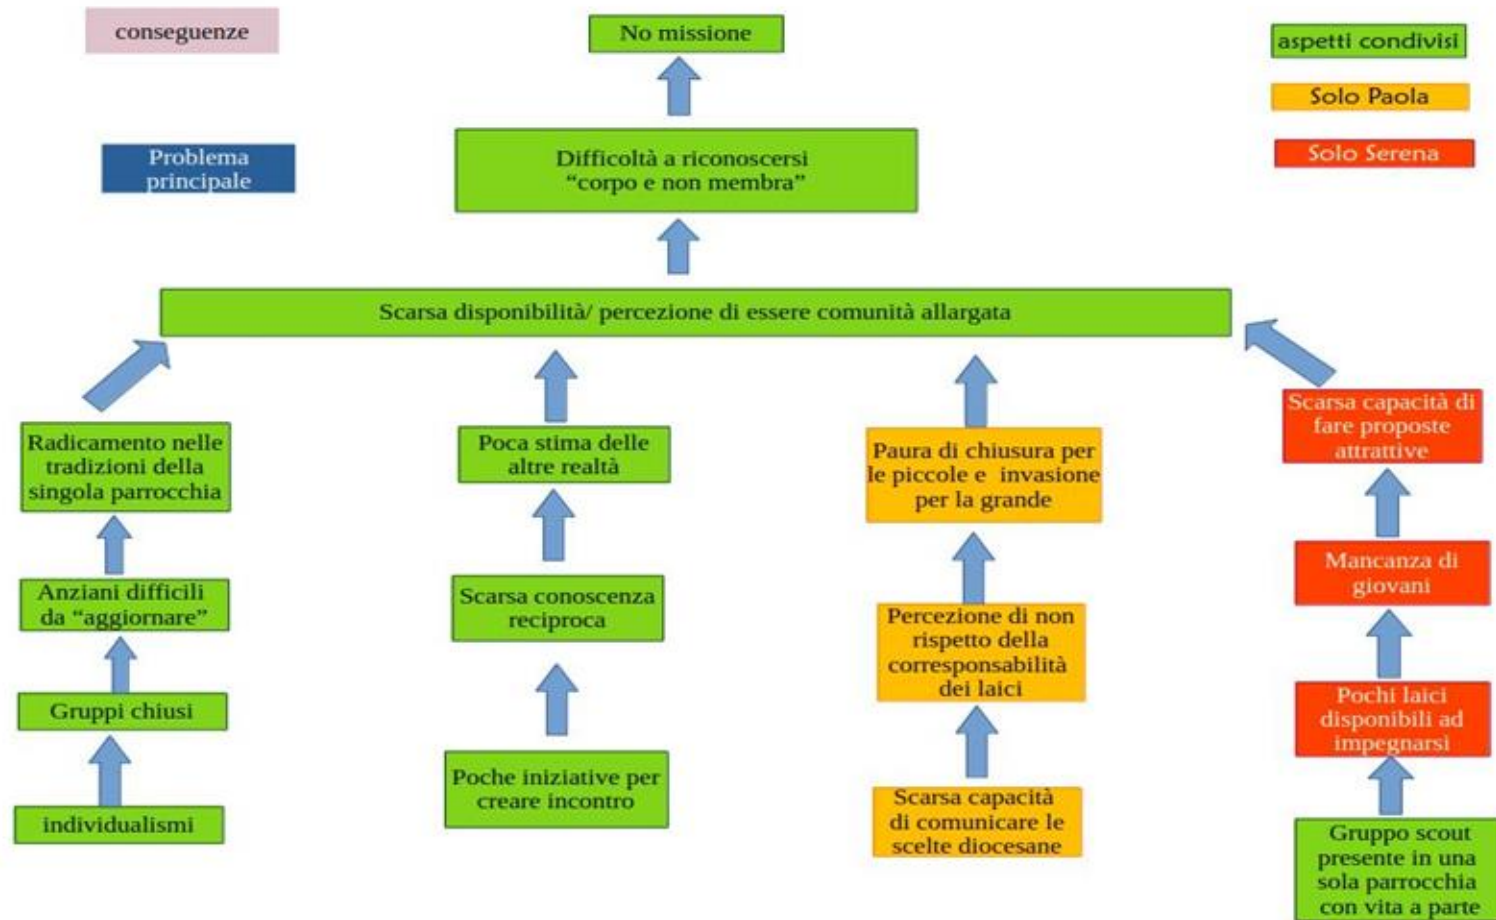 conseguenze
No missione
aspetti condivisi
Solo Paola
Problema
principale
Difficoltà a riconoscersi
“corpo e non membra”
Solo Serena
Scarsa disponibilità/ percezione di essere comunità allargata
Radicamento nelle
tradizioni della
singola parrocchia
Anziani difficili
da “aggiornare”
Gruppi chiusi
individualismi
Poca stima delle
altre realtà
Scarsa conoscenza
reciproca
Poche iniziative per
creare incontro
Paura di chiusura per
le piccole e invasione
per la grande
Percezione di non
rispetto della
corresponsabilità
dei laici
Scarsa capacità
di comunicare le
scelte diocesane
Scarsa capacità di
fare proposte
attrattive
Mancanza di
giovani
Pochi laici
disponibili ad
impegnarsi
Gruppo scout
presente in una
sola parrocchia
con vita a parte